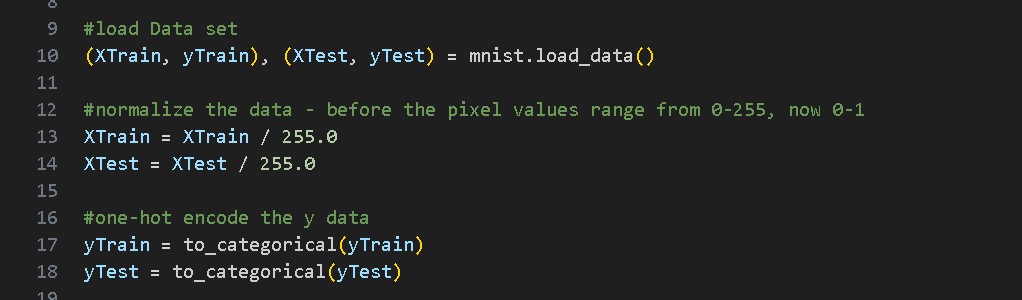 8
9 #load Data set
10 (XTrain, yTrain), (XTest, yTest) = mnist.load_data()
11
12 #normalize the data - before the pixel values range from 0-255, now 0-1
13 XTrain = XTrain / 255.0
14 XTest = XTest / 255.0
15
16 #one-hot encode the y data
17 yTrain = to_categorical(yTrain)
18 yTest = to_categorical(yTest)
19